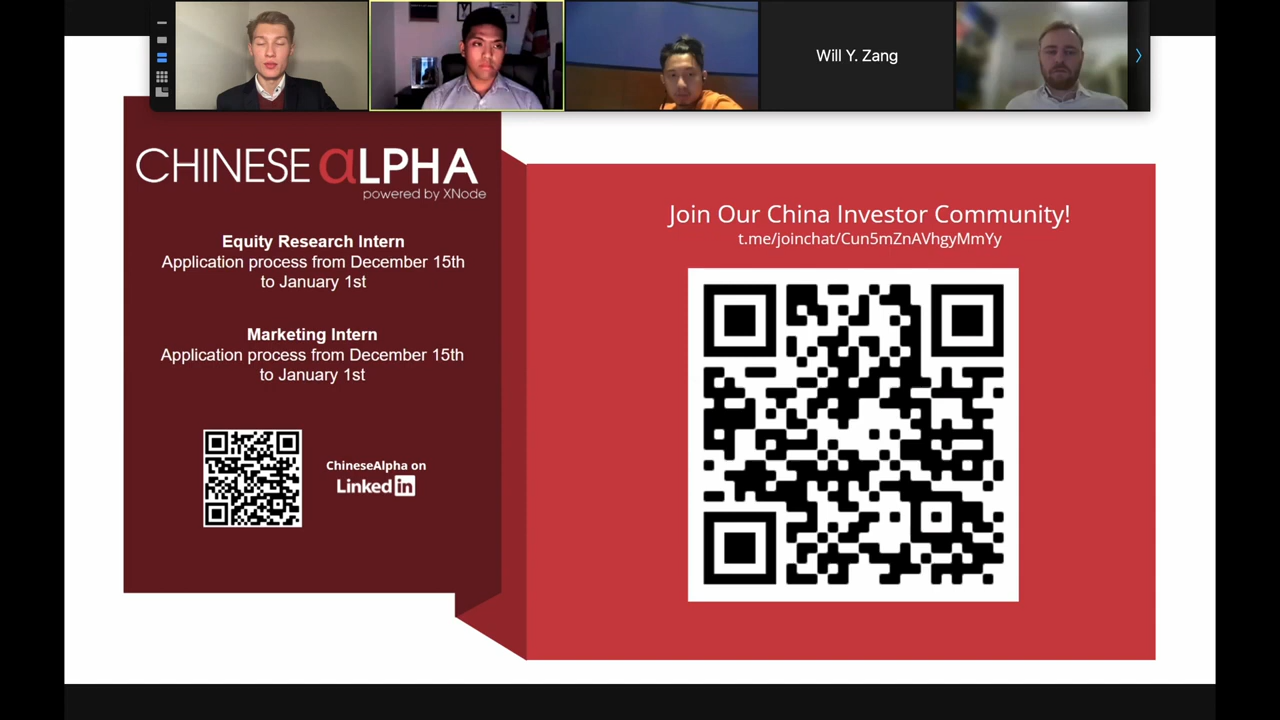 Will Y. Zang
CHINESE αLPHA
powered by XNode
Equity Research Intern
Application process from December 15th
to January 1st
Marketing Intern
Application process from December 15th
to January 1st
ChineseAlpha on
Linked in
Join Our China Investor Community!
t.me/joinchat/Cun5mZnAVhgyMmYy